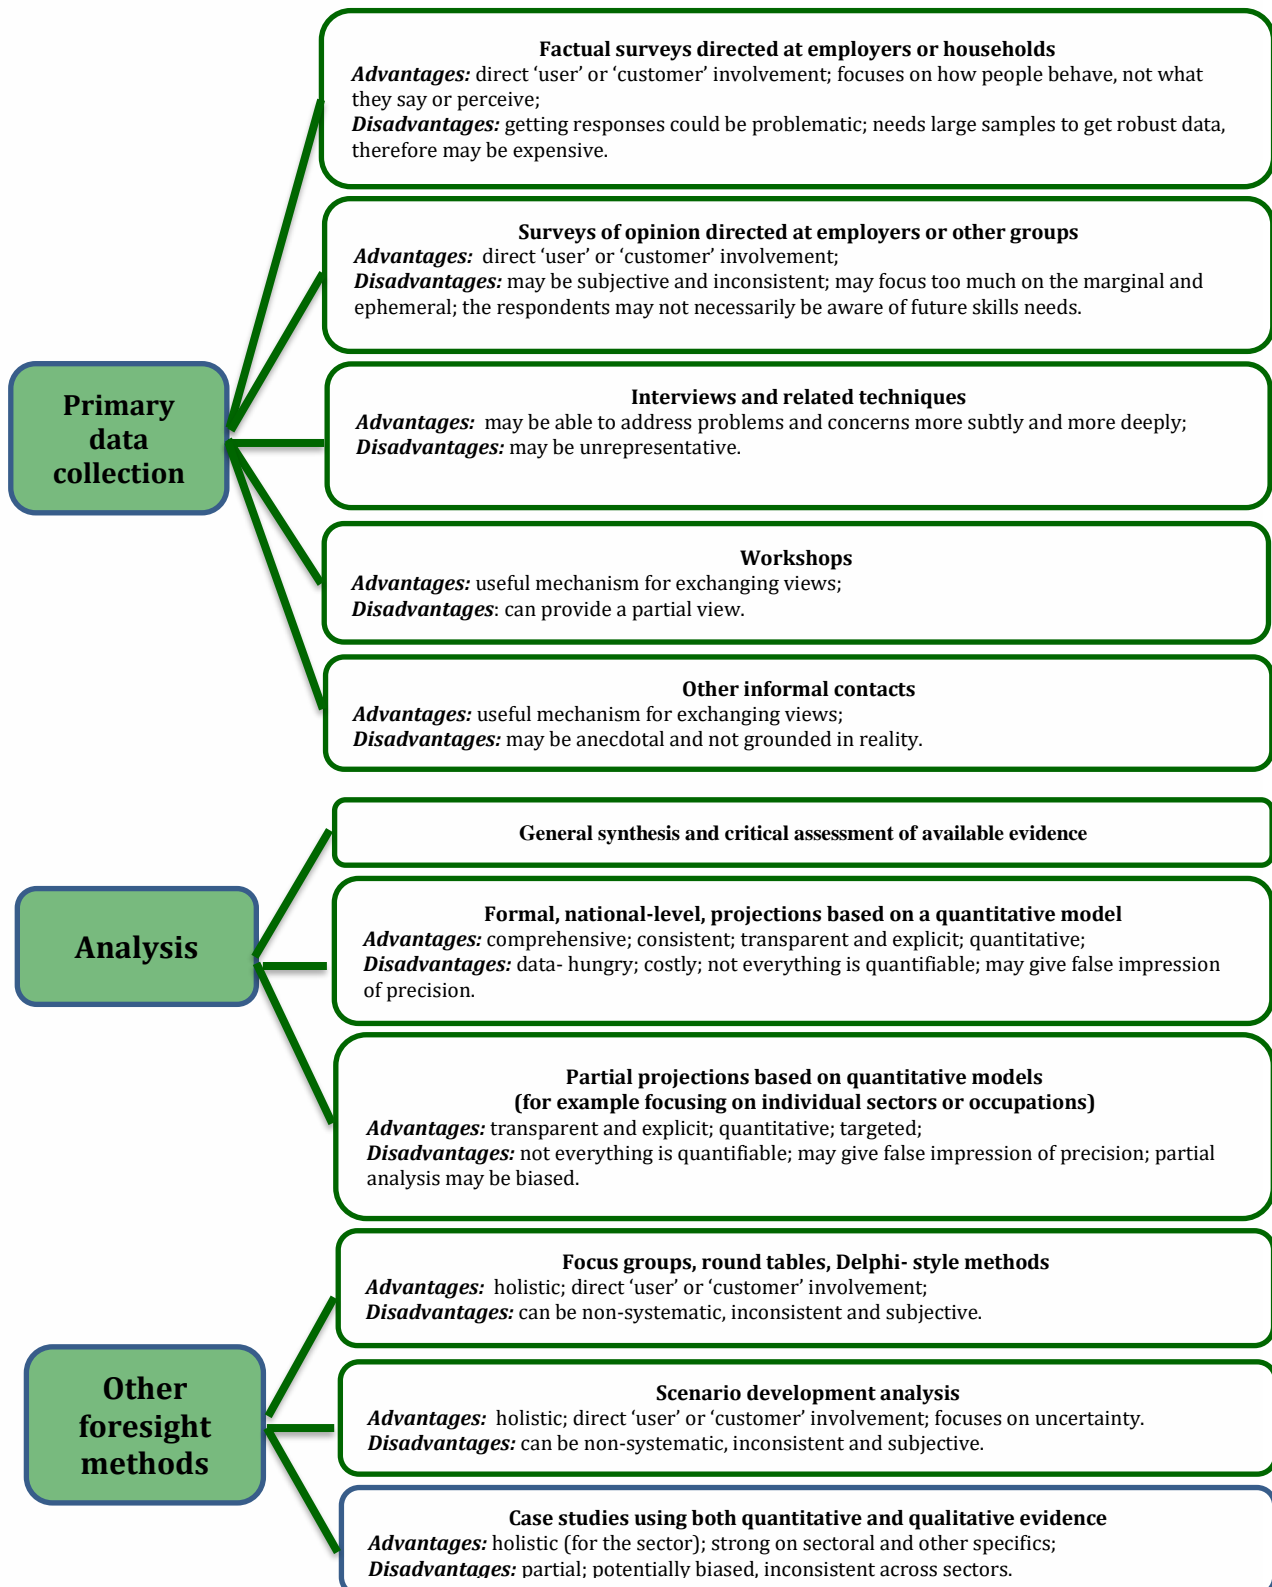 Factual surveys directed at employers or households
Advantages: direct ‘user’ or ‘customer’ involvement; focuses on how people behave, not what
they say or perceive;
Disadvantages: getting responses could be problematic; needs large samples to get robust data,
therefore may be expensive.
Surveys of opinion directed at employers or other groups
Advantages: direct ‘user’ or ‘customer’ involvement;
Disadvantages: may be subjective and inconsistent; may focus too much on the marginal and
ephemeral; the respondents may not necessarily be aware of future skills needs.
Primary
data
collection
Interviews and related techniques
Advantages: may be able to address problems and concerns more subtly and more deeply;
Disadvantages: may be unrepresentative.
Workshops
Advantages: useful mechanism for exchanging views;
Disadvantages: can provide a partial view.
Other informal contacts
Advantages: useful mechanism for exchanging views;
Disadvantages: may be anecdotal and not grounded in reality.
General synthesis and critical assessment of available evidence
Analysis
Formal, national-level, projections based on a quantitative model
Advantages: comprehensive; consistent; transparent and explicit; quantitative;
Disadvantages: data- hungry; costly; not everything is quantifiable; may give false impression
of precision.
Partial projections based on quantitative models
(for example focusing on individual sectors or occupations)
Advantages: transparent and explicit; quantitative; targeted;
Disadvantages: not everything is quantifiable; may give false impression of precision; partial
analysis may be biased.
Focus groups, round tables, Delphi- style methods
Advantages: holistic; direct ‘user’ or ‘customer’ involvement;
Disadvantages: can be non-systematic, inconsistent and subjective.
Other
foresight
methods
Scenario development analysis
Advantages: holistic; direct ‘user’ or ‘customer’ involvement; focuses on uncertainty.
Disadvantages: can be non-systematic, inconsistent and subjective.
Case studies using both quantitative and qualitative evidence
Advantages: holistic (for the sector); strong on sectoral and other specifics;
Disadvantages: partial; potentially biased, inconsistent across sectors.